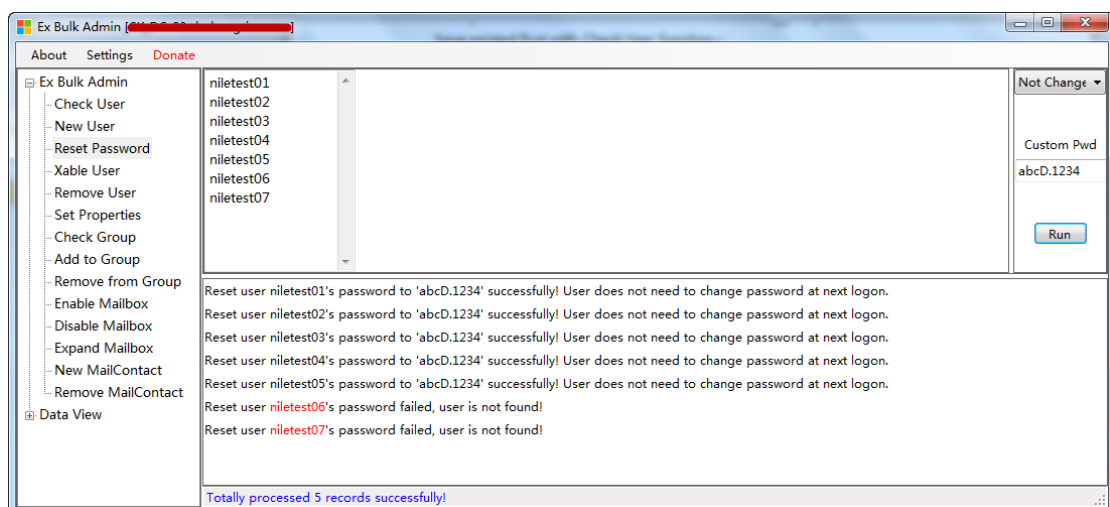 Ex Bulk Admin [
About Settings Donate
Ex Bulk Admin
Check User
New User
Reset Password
Xable User
Remove User
Set Properties
Check Group
Add to Group
Remove from Group
Enable Mailbox
Disable Mailbox
Expand Mailbox
New MailContact
Remove MailContact
Data View
niletest01
niletest02
niletest03
niletest04
niletest05
niletest06
niletest07
Not Change
Custom Pwd
abcD.1234
Run
Reset user niletest01's password to 'abcD.1234' successfully! User does not need to change password at next logon.
Reset user niletest02's password to 'abcD.1234' successfully! User does not need to change password at next logon.
Reset user niletest03's password to 'abcD.1234' successfully! User does not need to change password at next logon.
Reset user niletest04's password to 'abcD.1234' successfully! User does not need to change password at next logon.
Reset user niletest05's password to 'abcD.1234' successfully! User does not need to change password at next logon.
Reset user niletest06's password failed, user is not found!
Reset user niletest07's password failed, user is not found!
Totally processed 5 records successfully!